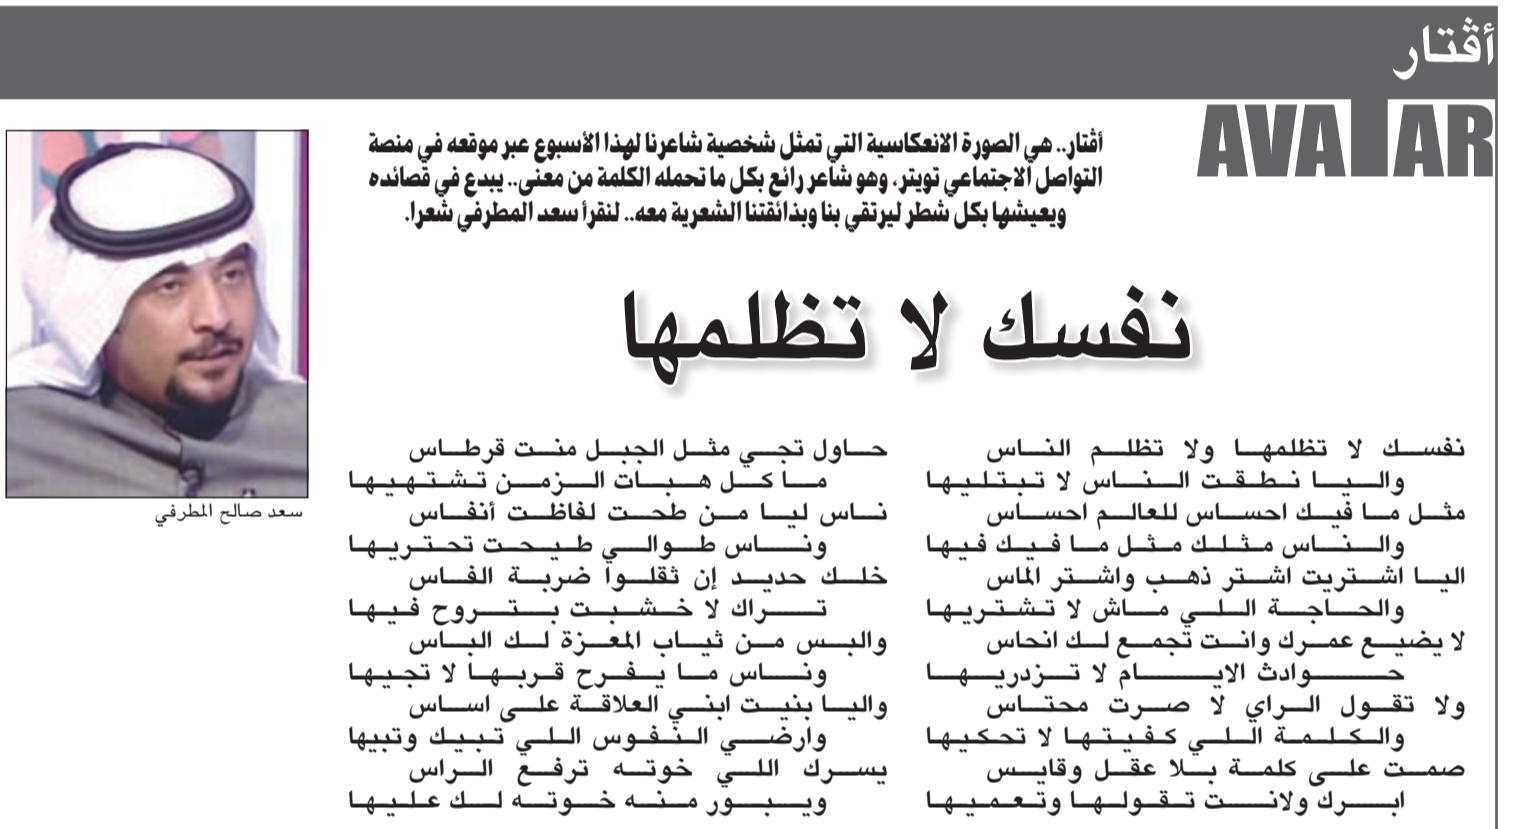 أڤتار
AVATAR
أڤتار.. هي الصورة الانعكاسية التي تمثل شخصية شاعرنا لهذا الأسبوع عبر موقعه في منصة
التواصل الاجتماعي تويتر، وهو شاعر رائع بكل ما تحمله الكلمة من معنى.. يبدع في قصائده
ويعيشها بكل شطر ليرتقي بنا وبذائقتنا الشعرية معه.. لنقرأ سعد المطرفي شعرا.
سعد صالح المطرفي
نفسك لا تظلمها
نفسك لا تظلمها ولا تظلم الناس
واليا نطقت الناس لا تبتليها
مثل ما فيك احساس للعالم احساس
والناس مثلك مثل ما فيك فيها
اليا اشتريت اشتر ذهب واشتر الماس
والحاجة اللي ماش لا تشتريها
لا يضيع عمرك وانت تجمع لك انحاس
حوادث الايام لا تزدريها
ولا تقول الراي لا صرت محتاس
والكلمة اللي كفيتها لا تحكيها
صمت على كلمة بلا عقل وقايس
ابرك ولانت تقولها وتعميها
حاول تجي مثل الجبل منت قرطاس
ما كل هبات الزمن تشتهيها
ناس ليا من طحت لفاظت أنفاس
وناس طوالي طيحت تحتريها
خلك حديد إن ثقلوا ضربة الفاس
تراك لا خشبت بتروح فيها
والبس من ثياب المعزة لك الباس
وناس ما يفرح قربها لا تجيها
واليا بنيت ابني العلاقة على اساس
وارضي النفوس اللي تبيك وتبيها
يسرك اللي خوته ترفع الراس
ويبور منه خوته لك عليها